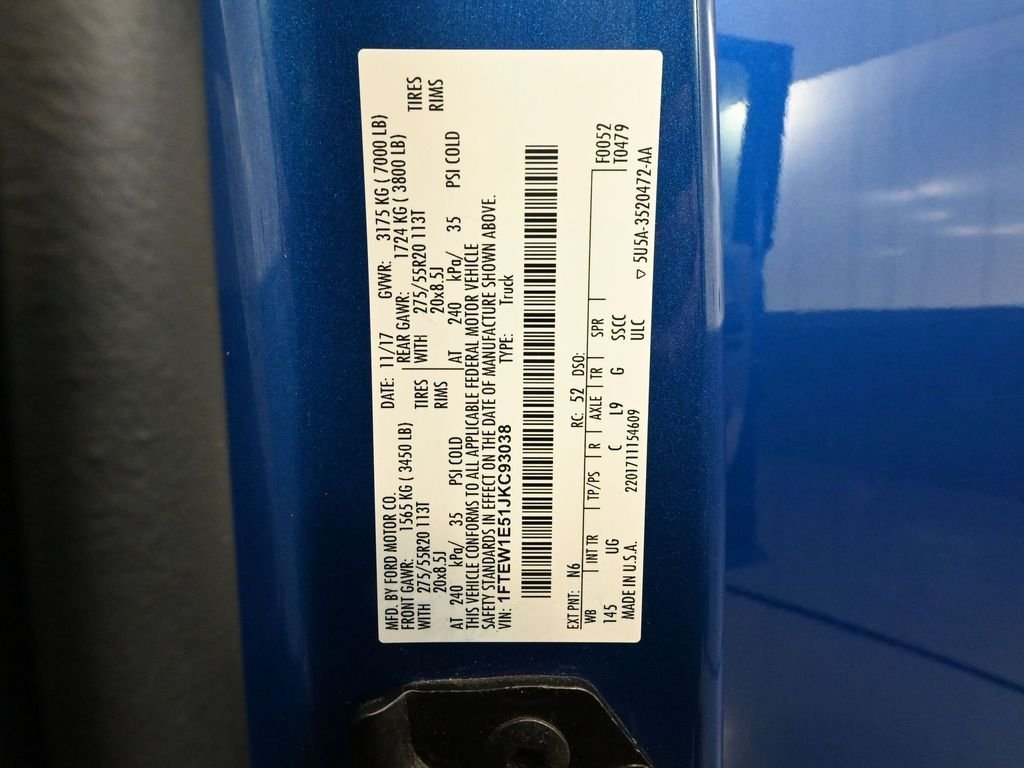 MFD. BY FORD MOTOR CO.
DATE: 11/17 GVWR: 3175 KG ( 7000 LB)
FRONT GAWR: 1565 KG ( 3450 LB) REAR GAWR: 1724 KG ( 3800 LB)
WITH 275/55R20 113T TIRES WITH 275/55R20 113T TIRES
20x8.5J RIMS 20x8.5J RIMS
AT 240 kPa/ 35 PSI COLD AT 240 kPa/ 35 PSI COLD
THIS VEHICLE CONFORMS TO ALL APPLICABLE FEDERAL MOTOR VEHICLE
SAFETY STANDARDS IN EFFECT ON THE DATE OF MANUFACTURE SHOWN ABOVE.
VIN: 1FTEW1E51JKC93038 TYPE: Truck
EXT PNT: N6 RC: 52 DSO:
WB INT TR TP/PS R AXLE TR SPR F0052
145 UG C L9 G SSCC T0479
ULC
MADE IN U.S.A. 2201711154609 ▽ 5U5A-3520472-AA